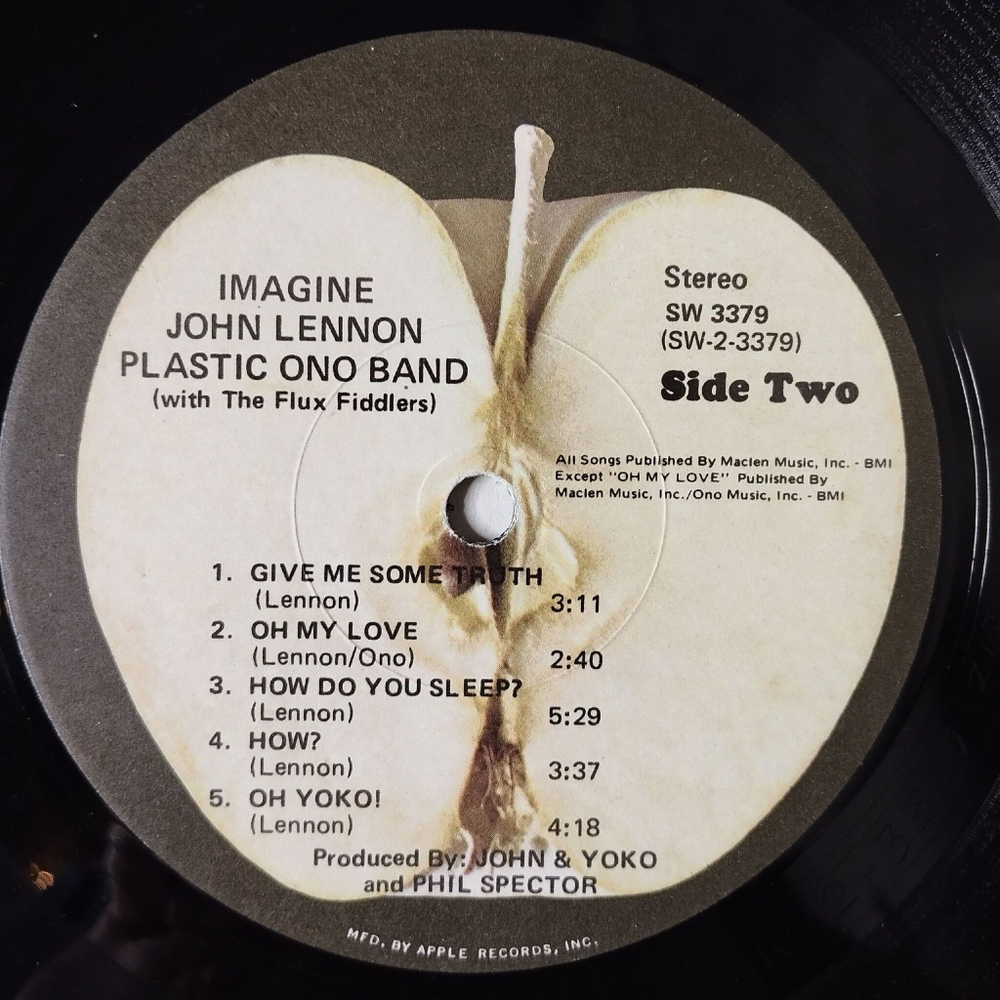 IMAGINE
JOHN LENNON
PLASTIC ONO BAND
(with The Flux Fiddlers)
Stereo
SW 3379
(SW-2-3379)
Side Two
All Songs Published By Maclen Music, Inc. - BMI
Except "OH MY LOVE" Published By
Maclen Music, Inc./Ono Music, Inc. - BMI
1. GIVE ME SOME TRUTH
(Lennon) 3:11
2. OH MY LOVE
(Lennon/Ono) 2:40
3. HOW DO YOU SLEEP?
(Lennon) 5:29
4. HOW?
(Lennon) 3:37
5. OH YOKO!
(Lennon) 4:18
Produced By: JOHN & YOKO
and PHIL SPECTOR
MFD. BY APPLE RECORDS, INC.